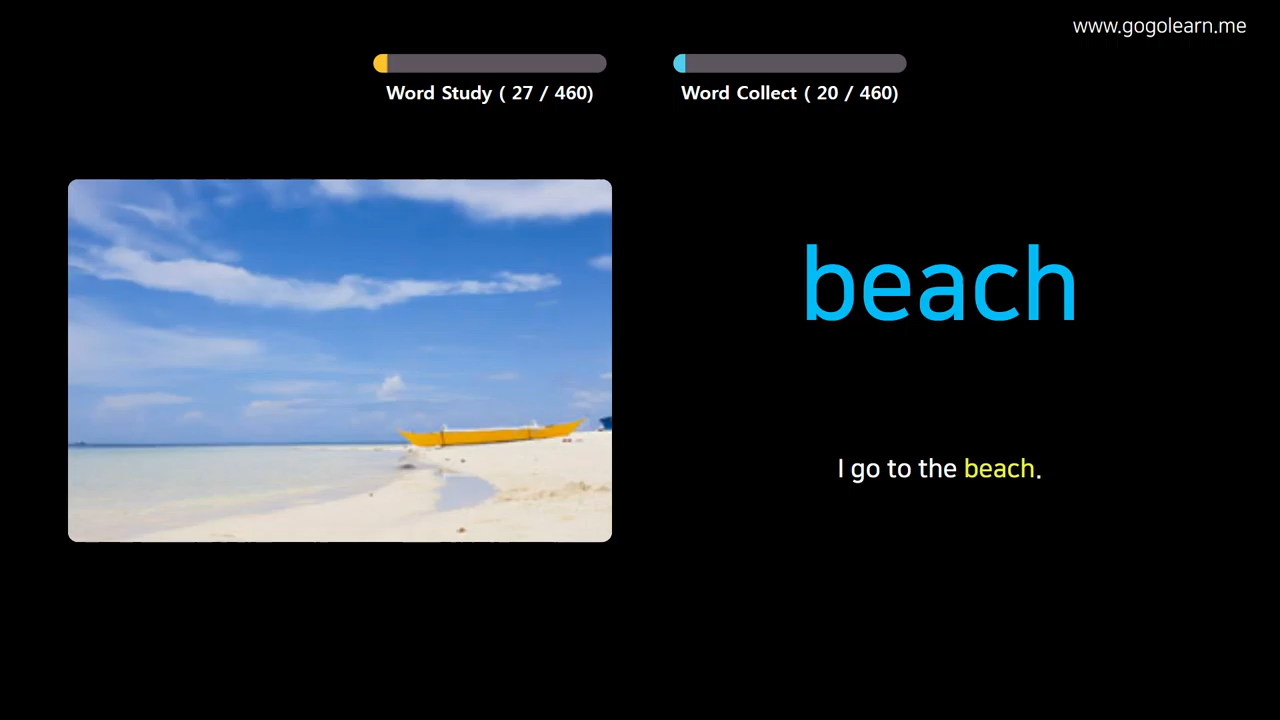 www.gogolearn.me
Word Study ( 27 / 460)
Word Collect ( 20 / 460)
beach
I go to the beach.